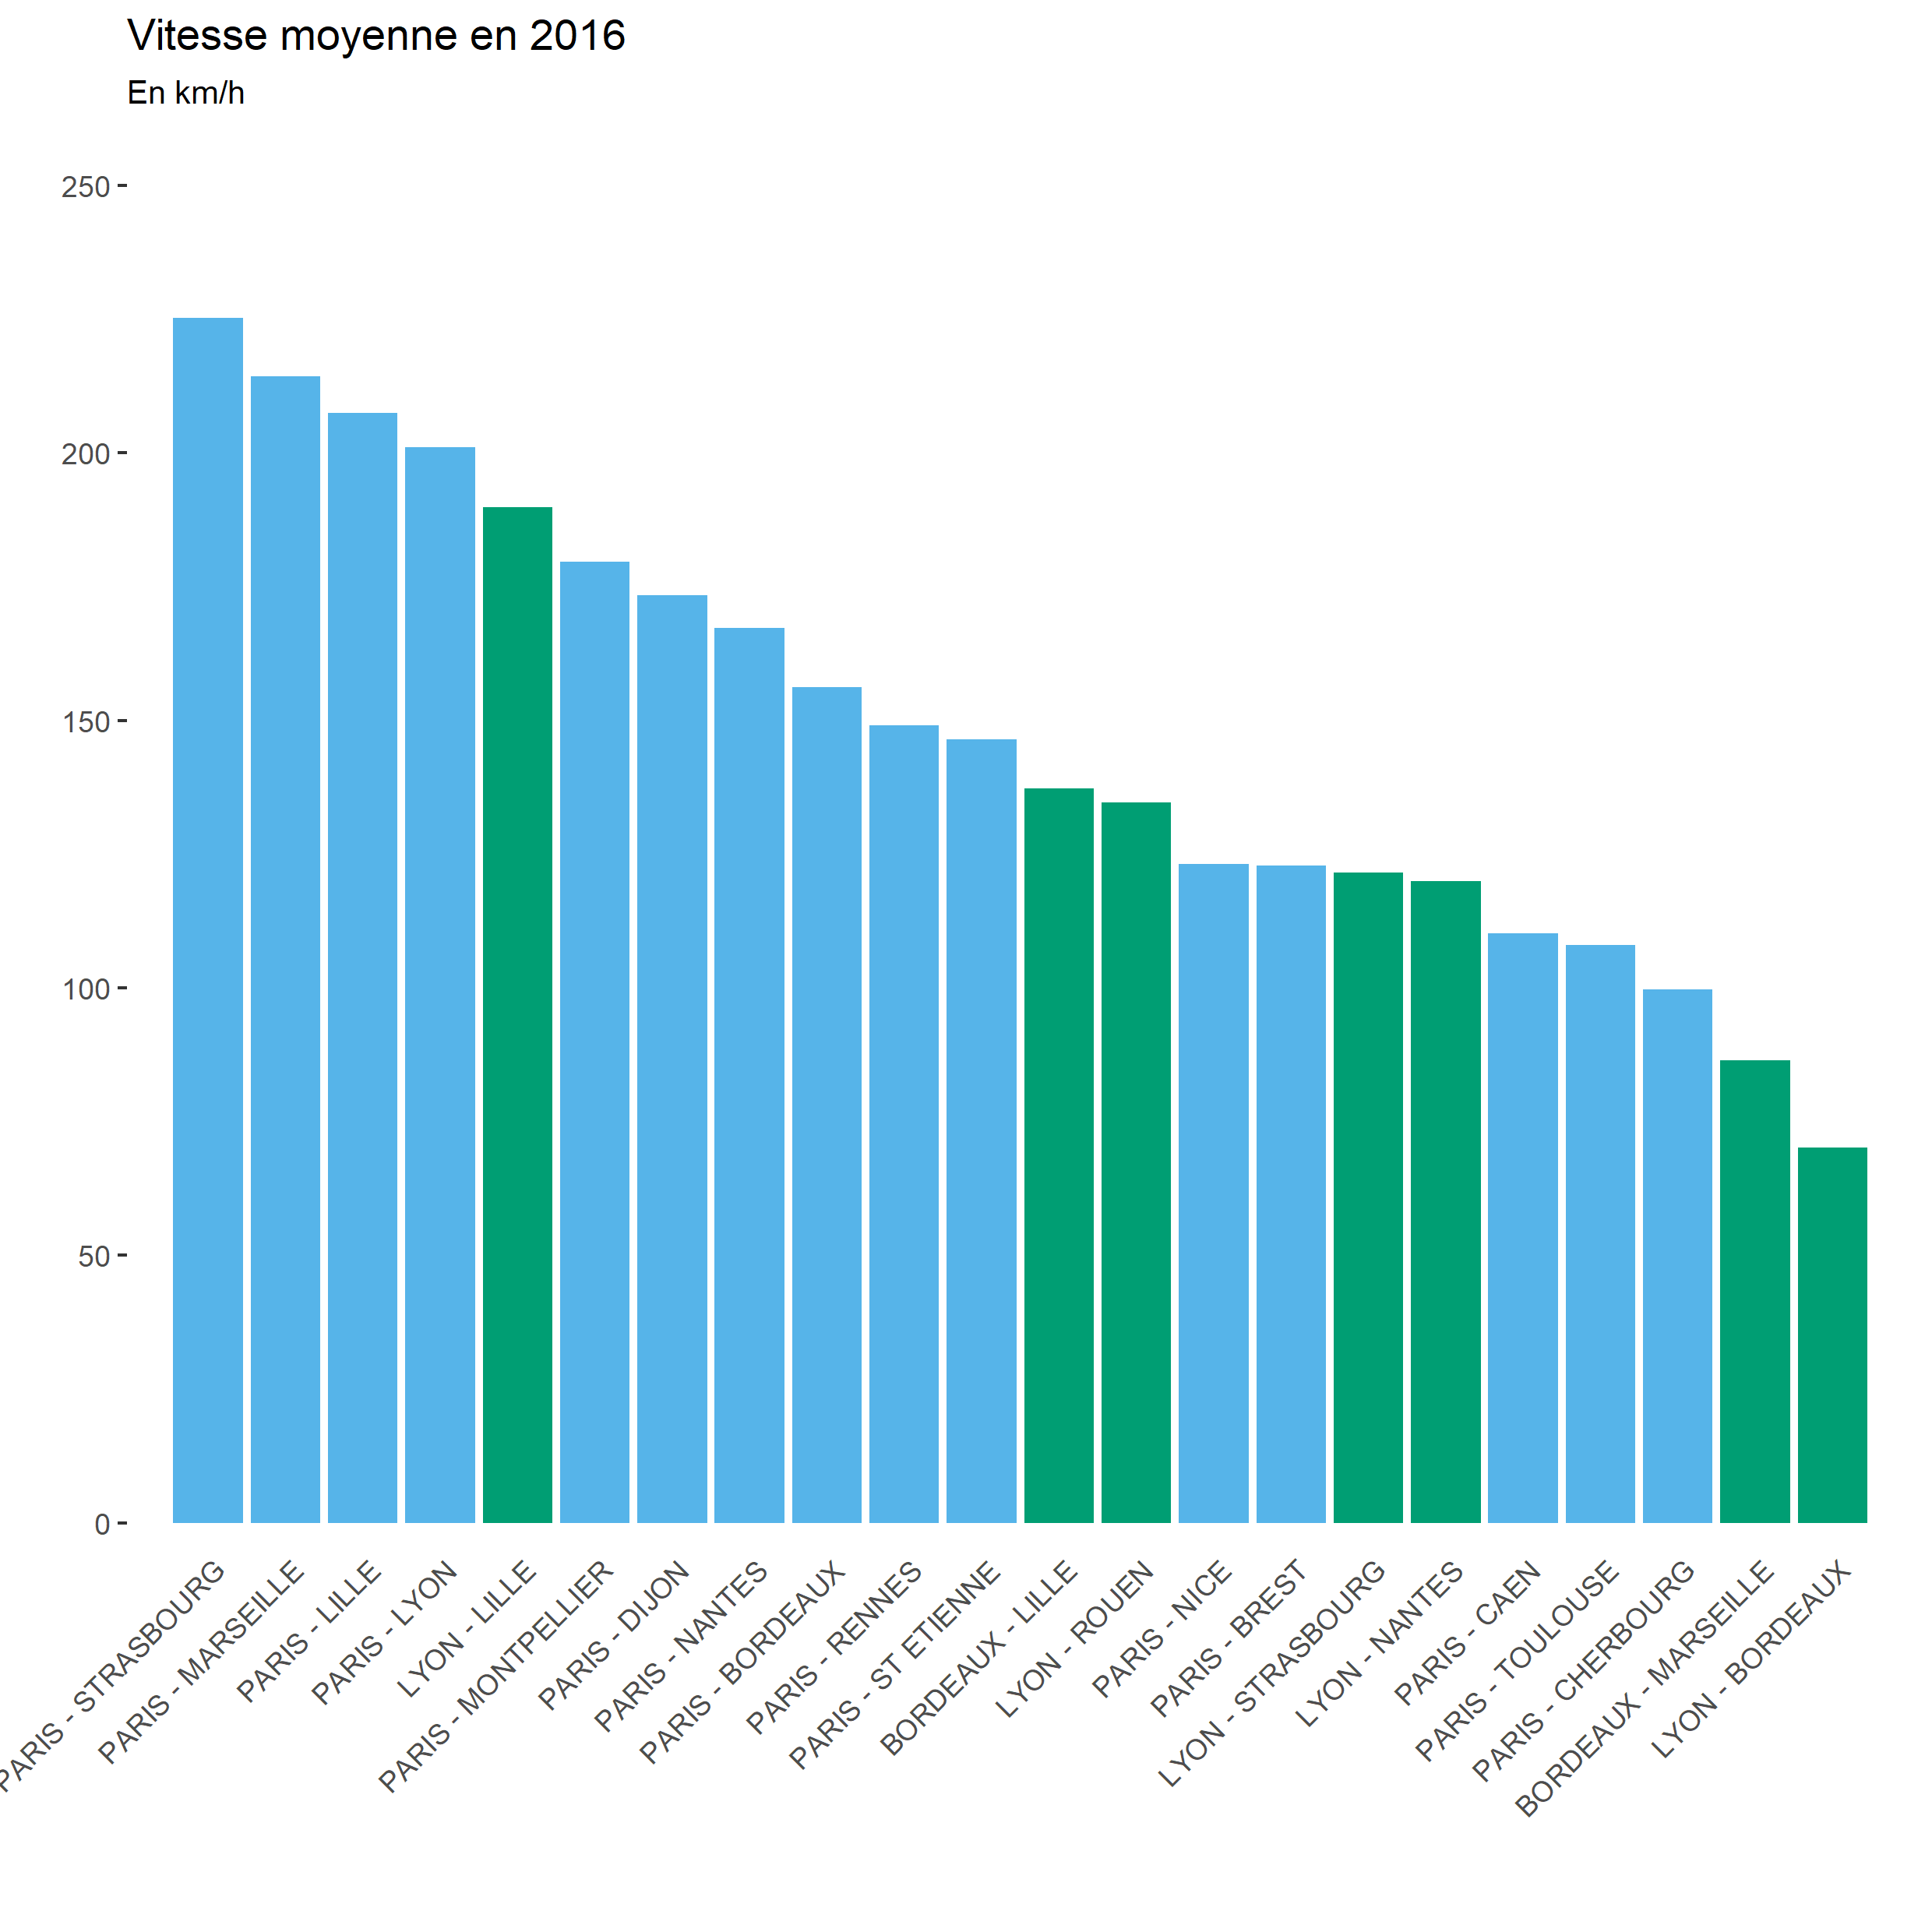 Vitesse moyenne en 2016
En km/h
250
200
150
100
50
0
PARIS - STRASBOURG
PARIS - MARSEILLE
PARIS - LILLE
PARIS - LYON
LYON - LILLE
PARIS - MONTPELLIER
PARIS - DIJON
PARIS - NANTES
PARIS - BORDEAUX
PARIS - RENNES
PARIS - ST ETIENNE
BORDEAUX - LILLE
LYON - ROUEN
PARIS - NICE
PARIS - BREST
LYON - STRASBOURG
LYON - NANTES
PARIS - CAEN
PARIS - TOULOUSE
PARIS - CHERBOURG
BORDEAUX - MARSEILLE
LYON - BORDEAUX